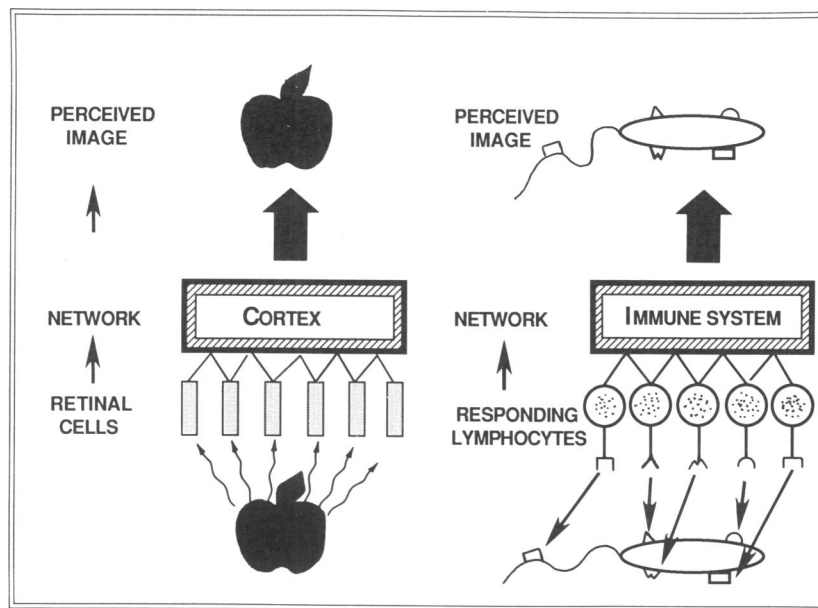 PERCEIVED
IMAGE
NETWORK
CORTEX
RETINAL
CELLS
PERCEIVED
IMAGE
NETWORK
IMMUNE SYSTEM
RESPONDING
LYMPHOCYTES